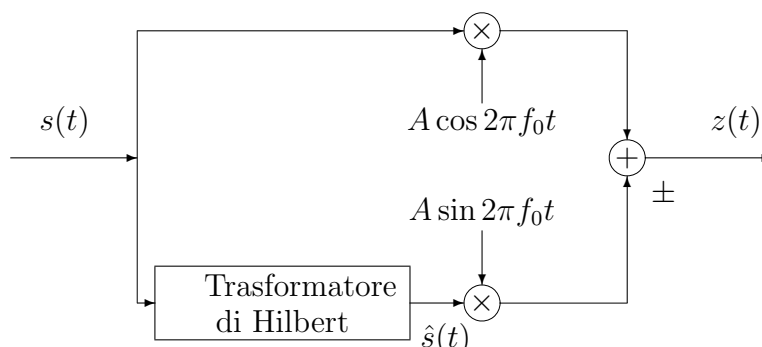 ×
s(t)
A cos 2πf₀t
z(t)
+
±
A sin 2πf₀t
Trasformatore
di Hilbert
×
ŝ(t)